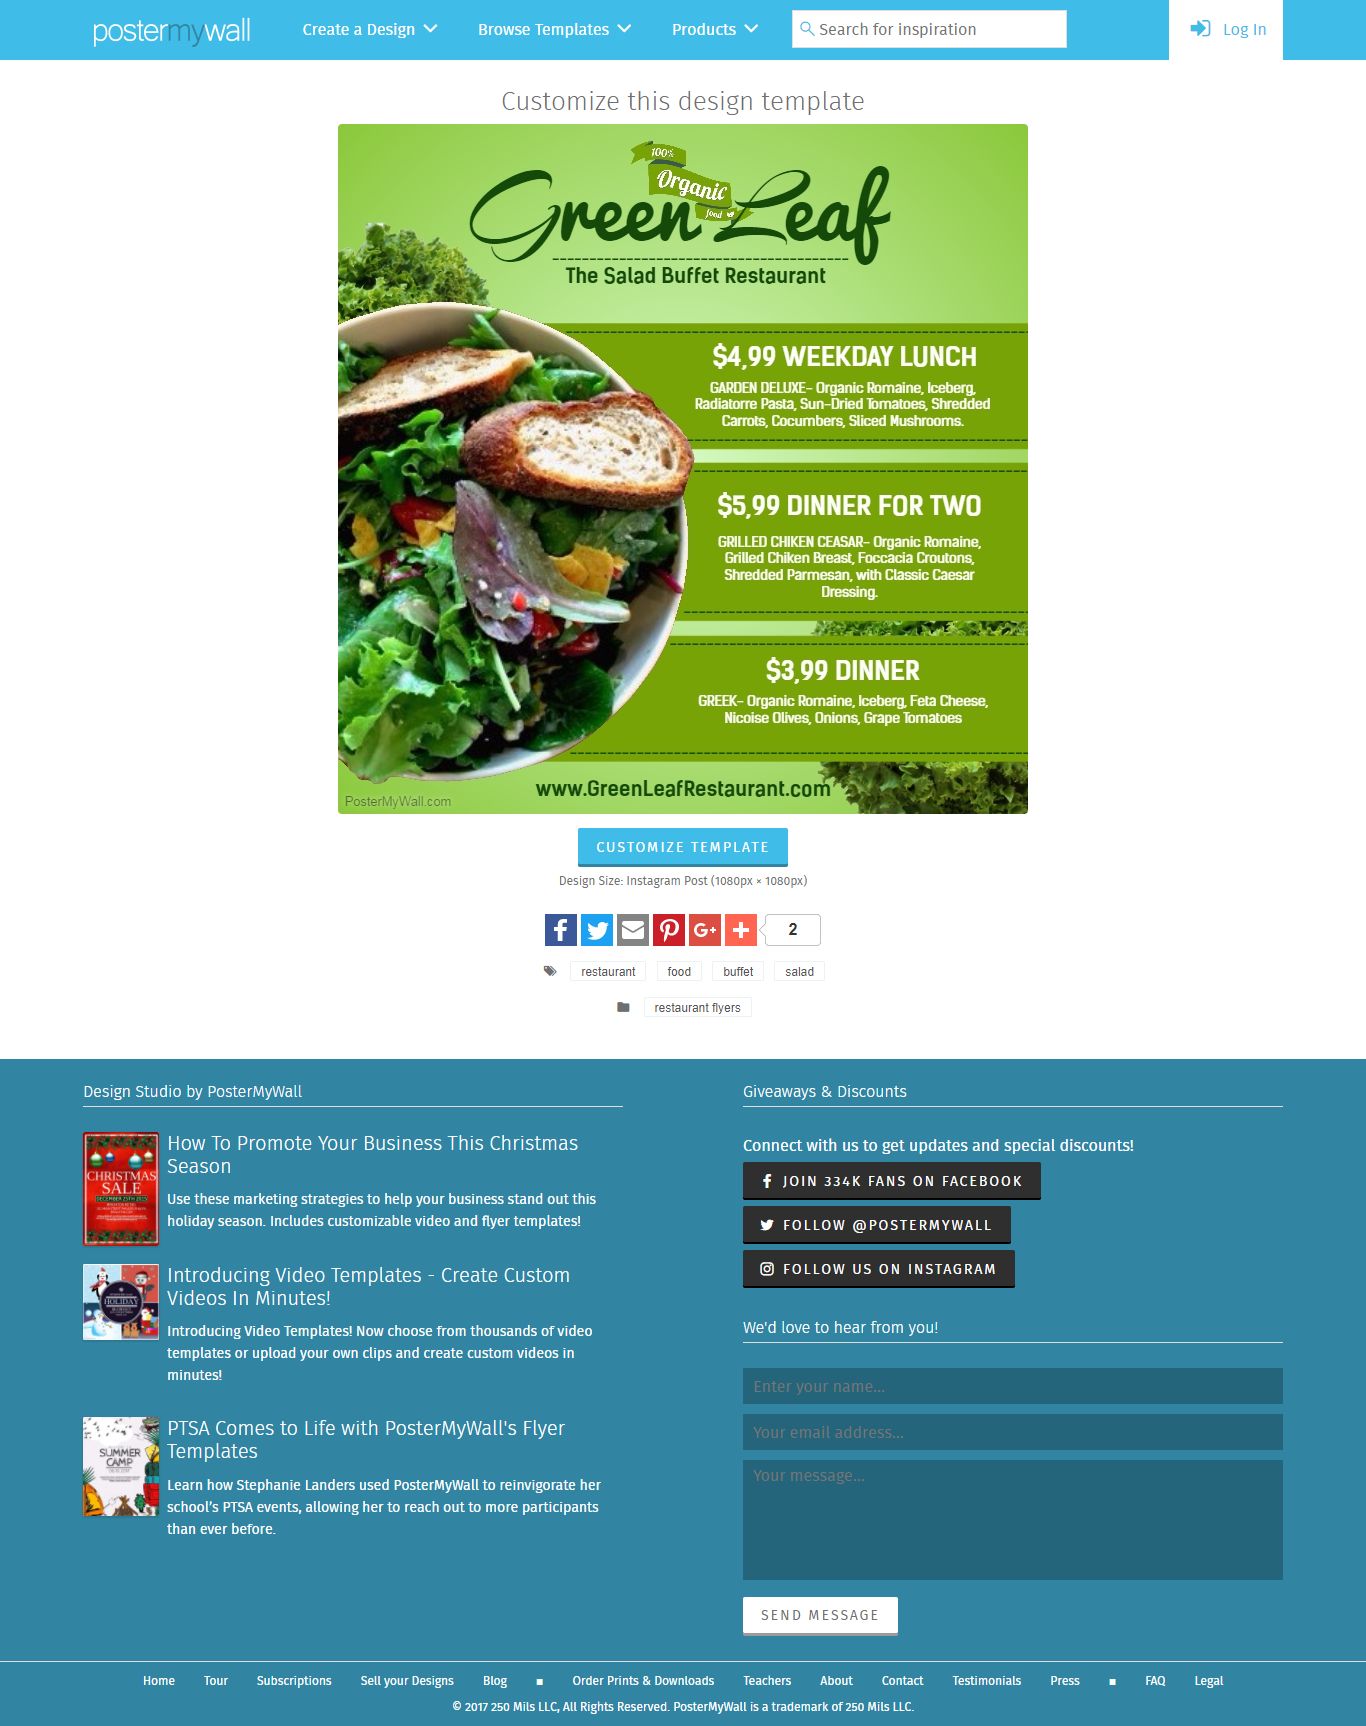 postermywall
Create a Design
Browse Templates
Products
Search for inspiration
Log In
Customize this design template
100%
Organic
food
Green Leaf
The Salad Buffet Restaurant
$4,99 WEEKDAY LUNCH
GARDEN DELUXE- Organic Romaine, Iceberg,
Radiatorre Pasta, Sun-Dried Tomatoes, Shredded
Carrots, Cocumbers, Sliced Mushrooms.
$5,99 DINNER FOR TWO
GRILLED CHIKEN CEASAR- Organic Romaine,
Grilled Chiken Breast, Foccacia Croutons,
Shredded Parmesan, with Classic Caesar
Dressing.
$3,99 DINNER
GREEK- Organic Romaine, Iceberg, Feta Cheese,
Nicoise Olives, Onions, Grape Tomatoes
www.GreenLeafRestaurant.com
PosterMyWall.com
CUSTOMIZE TEMPLATE
Design Size: Instagram Post (1080px × 1080px)
2
restaurant food buffet salad
restaurant flyers
Design Studio by PosterMyWall
CHRISTMAS
SALE
DECEMBER 25TH 2015
How To Promote Your Business This Christmas
Season
Use these marketing strategies to help your business stand out this
holiday season. Includes customizable video and flyer templates!
HOLIDAY
Introducing Video Templates - Create Custom
Videos In Minutes!
Introducing Video Templates! Now choose from thousands of video
templates or upload your own clips and create custom videos in
minutes!
SUMMER
CAMP
PTSA Comes to Life with PosterMyWall's Flyer
Templates
Learn how Stephanie Landers used PosterMyWall to reinvigorate her
school's PTSA events, allowing her to reach out to more participants
than ever before.
Giveaways & Discounts
Connect with us to get updates and special discounts!
JOIN 334K FANS ON FACEBOOK
FOLLOW @POSTERMYWALL
FOLLOW US ON INSTAGRAM
We'd love to hear from you!
Enter your name...
Your email address...
Your message...
SEND MESSAGE
Home Tour Subscriptions Sell your Designs Blog ■ Order Prints & Downloads Teachers About Contact Testimonials Press ■ FAQ Legal
© 2017 250 Mils LLC, All Rights Reserved. PosterMyWall is a trademark of 250 Mils LLC.